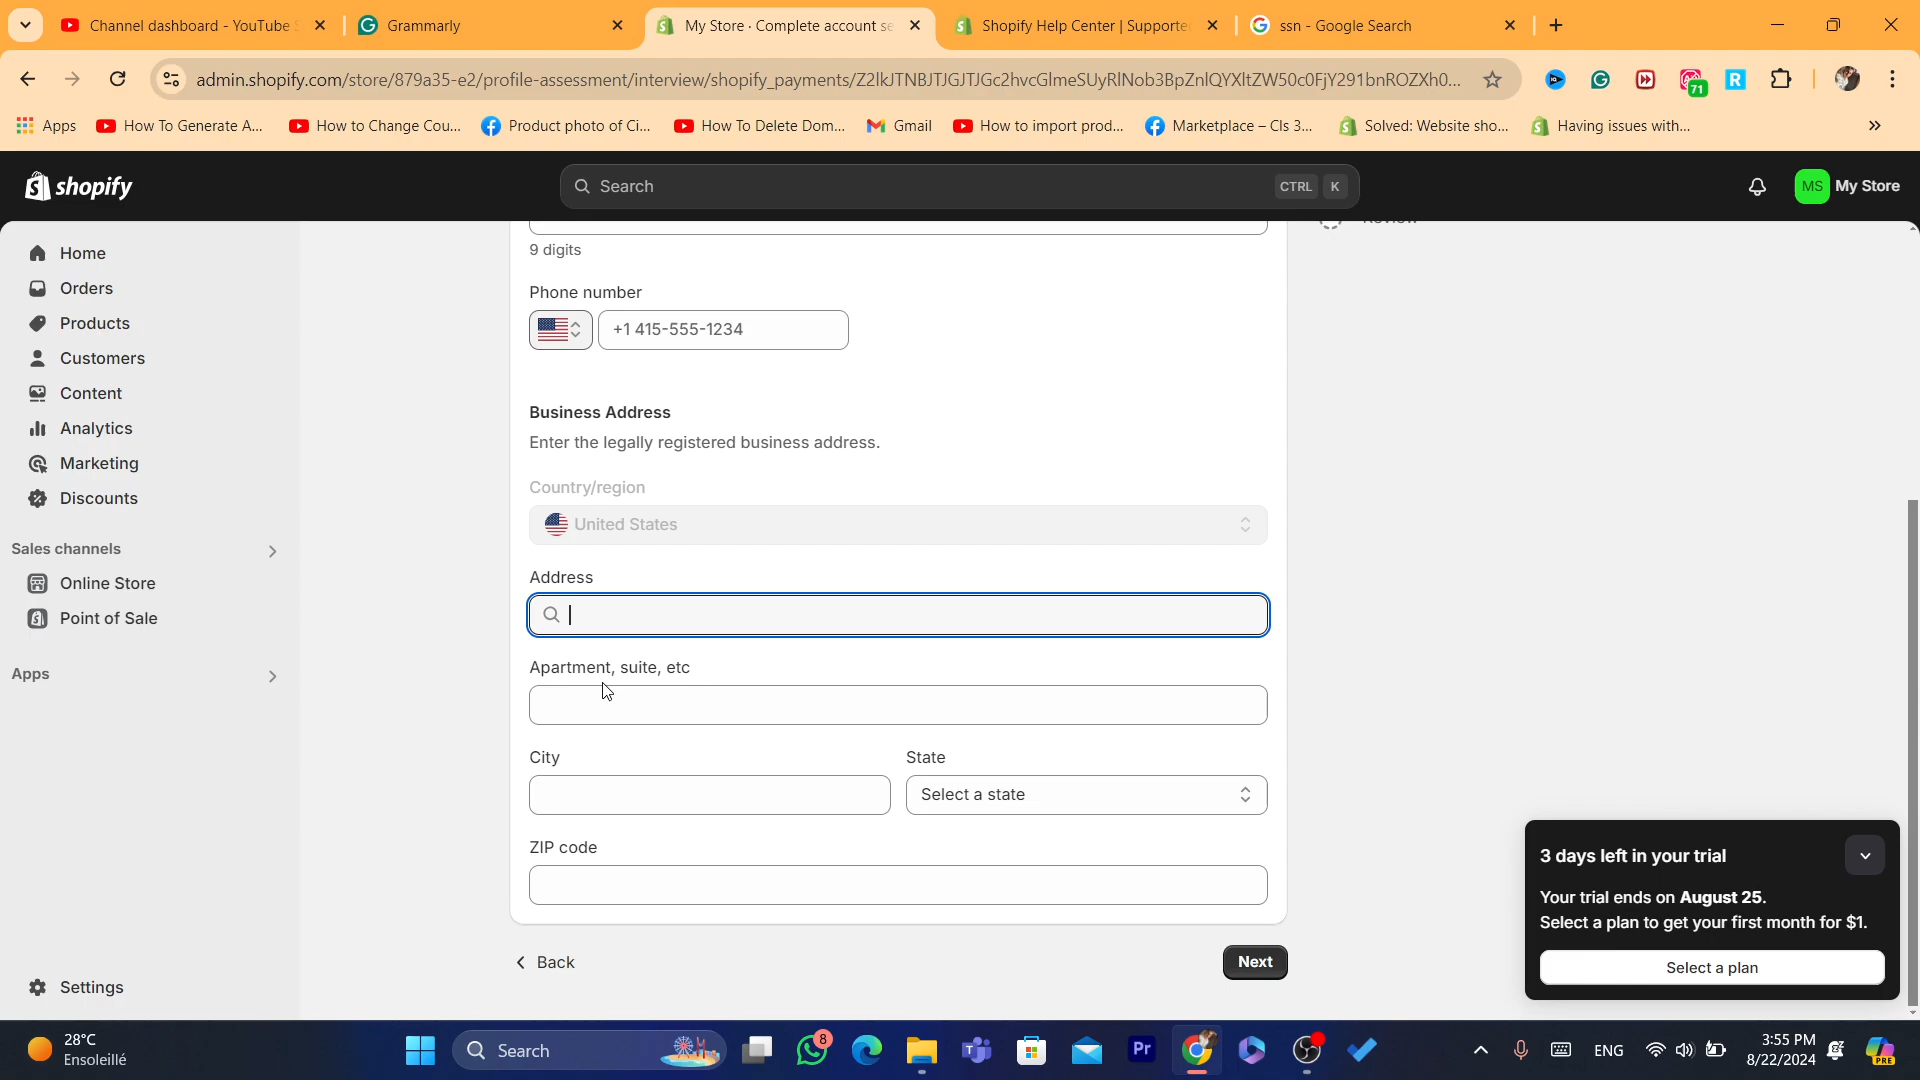 Channel dashboard - YouTube S
Grammarly
My Store · Complete account se
Shopify Help Center | Supporte
ssn - Google Search
admin.shopify.com/store/879a35-e2/profile-assessment/interview/shopify_payments/Z2lkJTNBJTJGJTJGc2hvcGlmeSUyRlNob3BpZnlQYXltZW50c0FjY291bnROZXh0...
71
Apps
How To Generate A...
How to Change Cou...
Product photo of Ci...
How To Delete Dom...
Gmail
How to import prod...
Marketplace – Cls 3...
Solved: Website sho...
Having issues with...
»
shopify
Search
CTRL K
MS My Store
Home
Orders
Products
Customers
Content
Analytics
Marketing
Discounts
Sales channels
Online Store
Point of Sale
Apps
Settings
9 digits
Phone number
+1 415-555-1234
Business Address
Enter the legally registered business address.
Country/region
United States
Address
Apartment, suite, etc
City
State
Select a state
ZIP code
Back
Next
3 days left in your trial
Your trial ends on August 25.
Select a plan to get your first month for $1.
Select a plan
28°C
Ensoleillé
Search
8
Pr
ENG
3:55 PM
8/22/2024
PRE